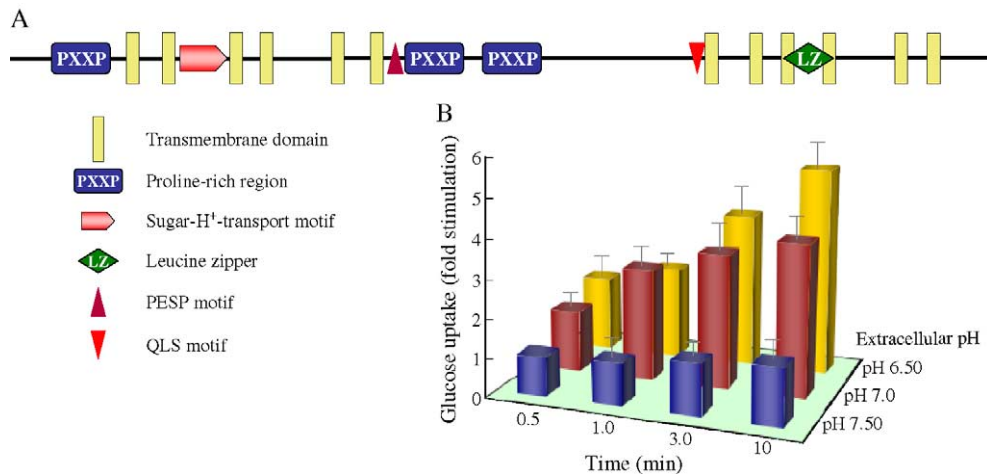 A
PXXP
PXXP
PXXP
LZ
Transmembrane domain
PXXP
Proline-rich region
Sugar-H⁺-transport motif
LZ
Leucine zipper
PESP motif
QLS motif
B
Glucose uptake (fold stimulation)
6
5
4
3
2
1
0
0.5
1.0
3.0
10
Time (min)
Extracellular pH
pH 6.50
pH 7.0
pH 7.50